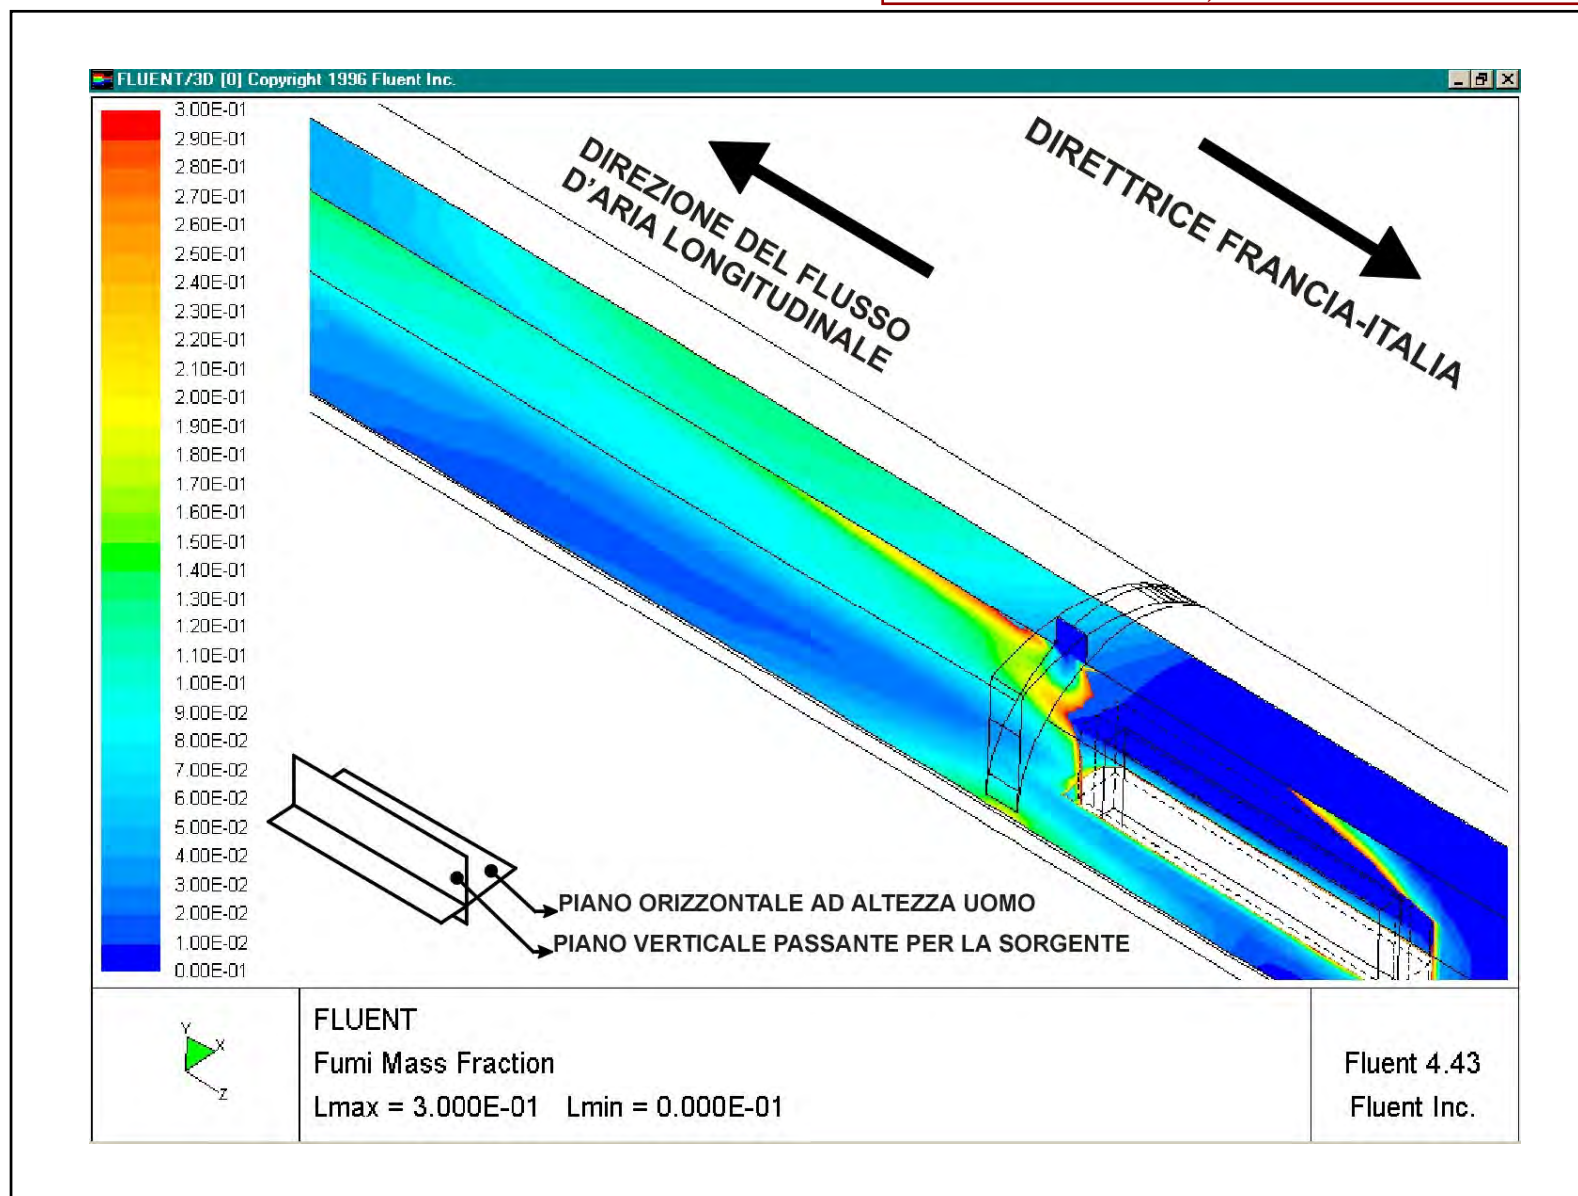 FLUENT/3D [0] Copyright 1996 Fluent Inc.
3.00E-01
2.90E-01
2.80E-01
2.70E-01
2.60E-01
2.50E-01
2.40E-01
2.30E-01
2.20E-01
2.10E-01
2.00E-01
1.90E-01
1.80E-01
1.70E-01
1.60E-01
1.50E-01
1.40E-01
1.30E-01
1.20E-01
1.10E-01
1.00E-01
9.00E-02
8.00E-02
7.00E-02
6.00E-02
5.00E-02
4.00E-02
3.00E-02
2.00E-02
1.00E-02
0.00E-01
DIREZIONE DEL FLUSSO
D'ARIA LONGITUDINALE
DIRETTRICE FRANCIA-ITALIA
PIANO ORIZZONTALE AD ALTEZZA UOMO
PIANO VERTICALE PASSANTE PER LA SORGENTE
Y
X
Z
FLUENT
Fumi Mass Fraction
Lmax = 3.000E-01 Lmin = 0.000E-01
Fluent 4.43
Fluent Inc.